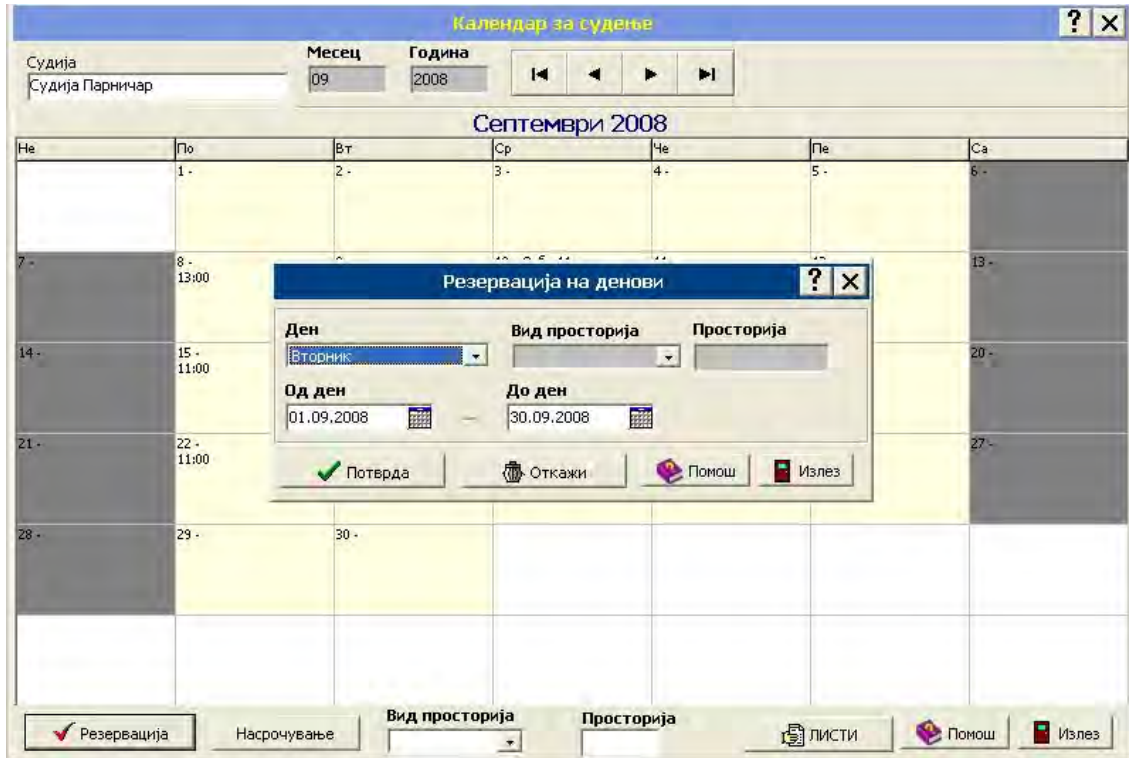 Календар за судење
? X
Судија
Месец
Година
Судија Парничар
09
2008
Септември 2008
Не По Вт Ср Че Пе Са
1 - 2 - 3 - 4 - 5 - 6 -
7 - 8 - 13 -
13:00
Резервација на денови
? X
Ден Вид просторија Просторија
Вторник
14 - 15 - 20 -
11:00
Од ден До ден
01.09.2008 — 30.09.2008
21 - 22 - 27 -
11:00
Потврда Откажи Помош Излез
28 - 29 - 30 -
Вид просторија Просторија
Резервација Насрочување ЛИСТИ Помош Излез